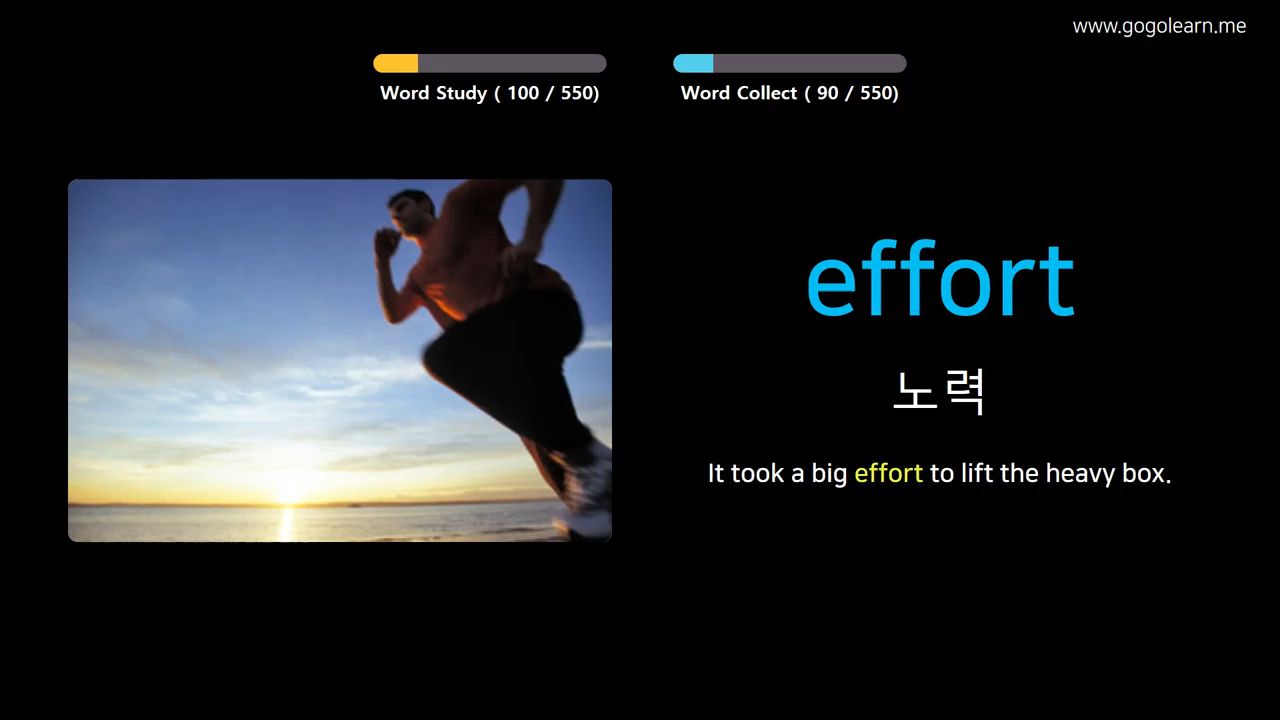 www.gogolearn.me
Word Study ( 100 / 550)
Word Collect ( 90 / 550)
effort
노력
It took a big effort to lift the heavy box.